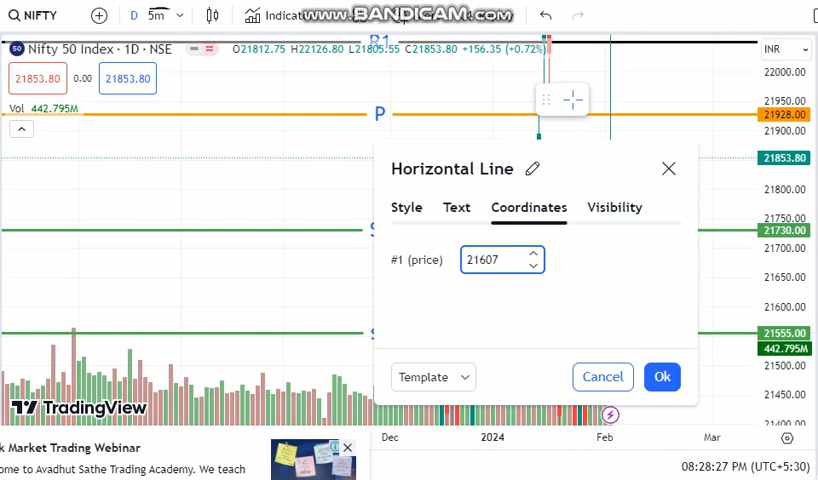 NIFTY
D
5m
Indicat
www.BANDICAM.com
Nifty 50 Index · 1D · NSE
O21812.75 H22126.80 L21805.55 C21853.80 +156.35 (+0.72%)
R1
INR
21853.80
0.00
21853.80
Vol 442.795M
P
22000.00
21950.00
21928.00
21900.00
21853.80
21800.00
21750.00
21730.00
21700.00
21650.00
21600.00
21555.00
442.795M
21500.00
21450.00
21400.00
Horizontal Line
Style
Text
Coordinates
Visibility
#1 (price)
21607
Template
Cancel
Ok
TradingView
Dec
2024
Feb
Mar
k Market Trading Webinar
ome to Avadhut Sathe Trading Academy. We teach
08:28:27 PM (UTC+5:30)